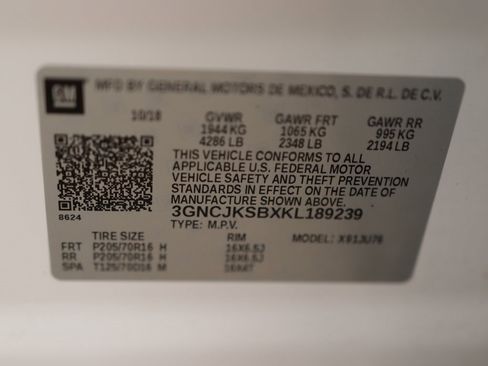 GM MFD BY GENERAL MOTORS DE MEXICO, S. DE R.L. DE C.V.
10/18 GVWR GAWR FRT GAWR RR
1944 KG 1065 KG 995 KG
4286 LB 2348 LB 2194 LB
THIS VEHICLE CONFORMS TO ALL
APPLICABLE U.S. FEDERAL MOTOR
VEHICLE SAFETY AND THEFT PREVENTION
STANDARDS IN EFFECT ON THE DATE OF
MANUFACTURE SHOWN ABOVE.
8624 3GNCJKSBXKL189239
TYPE: M.P.V.
TIRE SIZE RIM MODEL:
FRT P205/70R16 H 16X6.5J
RR P205/70R16 H 16X6.5J
SPA T125/70D16 M 16X4T